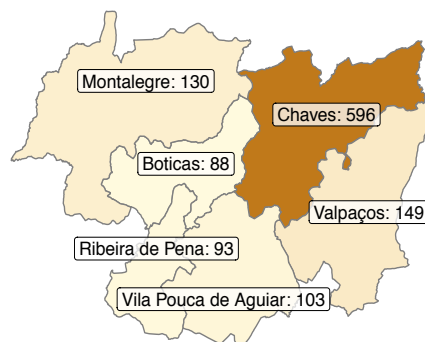 Montalegre: 130
Chaves: 596
Boticas: 88
Valpaços: 149
Ribeira de Pena: 93
Vila Pouca de Aguiar: 103